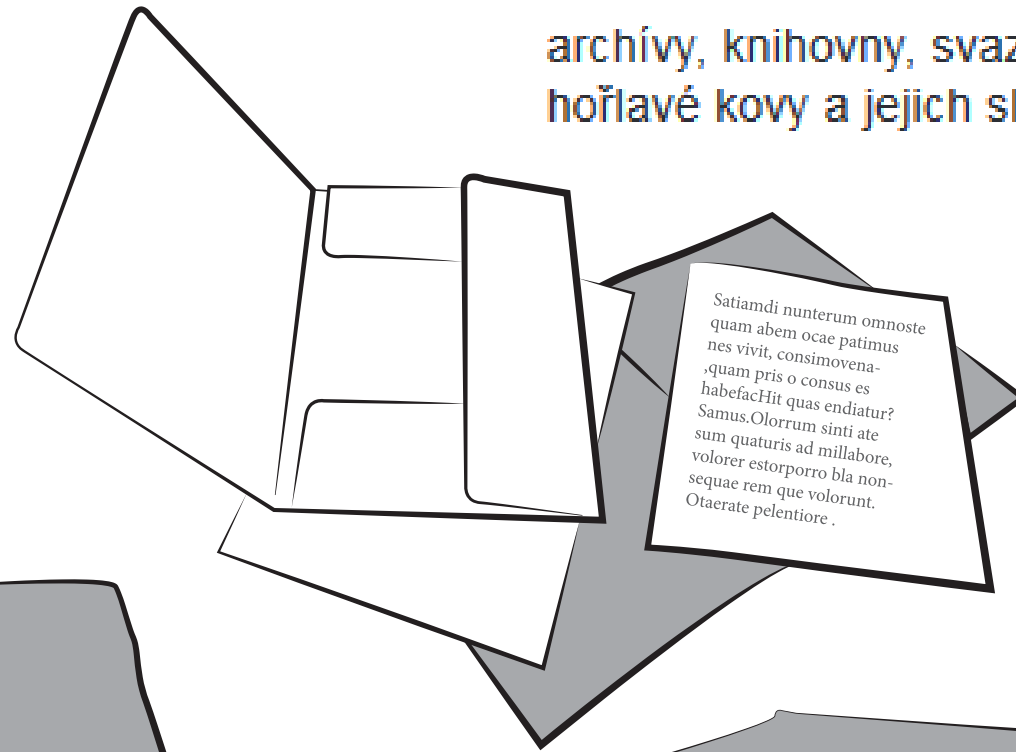 archívy, knihovny, svaz
hořlavé kovy a jejich
Satiamdi nunterum omnoste
quam abem ocae patimus
nes vivit, consimovena-
,quam pris o consus es
habefacHit quas endiatur?
Samus.Olorrum sinti ate
sum quaturis ad millabore,
volorer estorporro bla non-
sequae rem que volorunt.
Otaerate pelentiore .